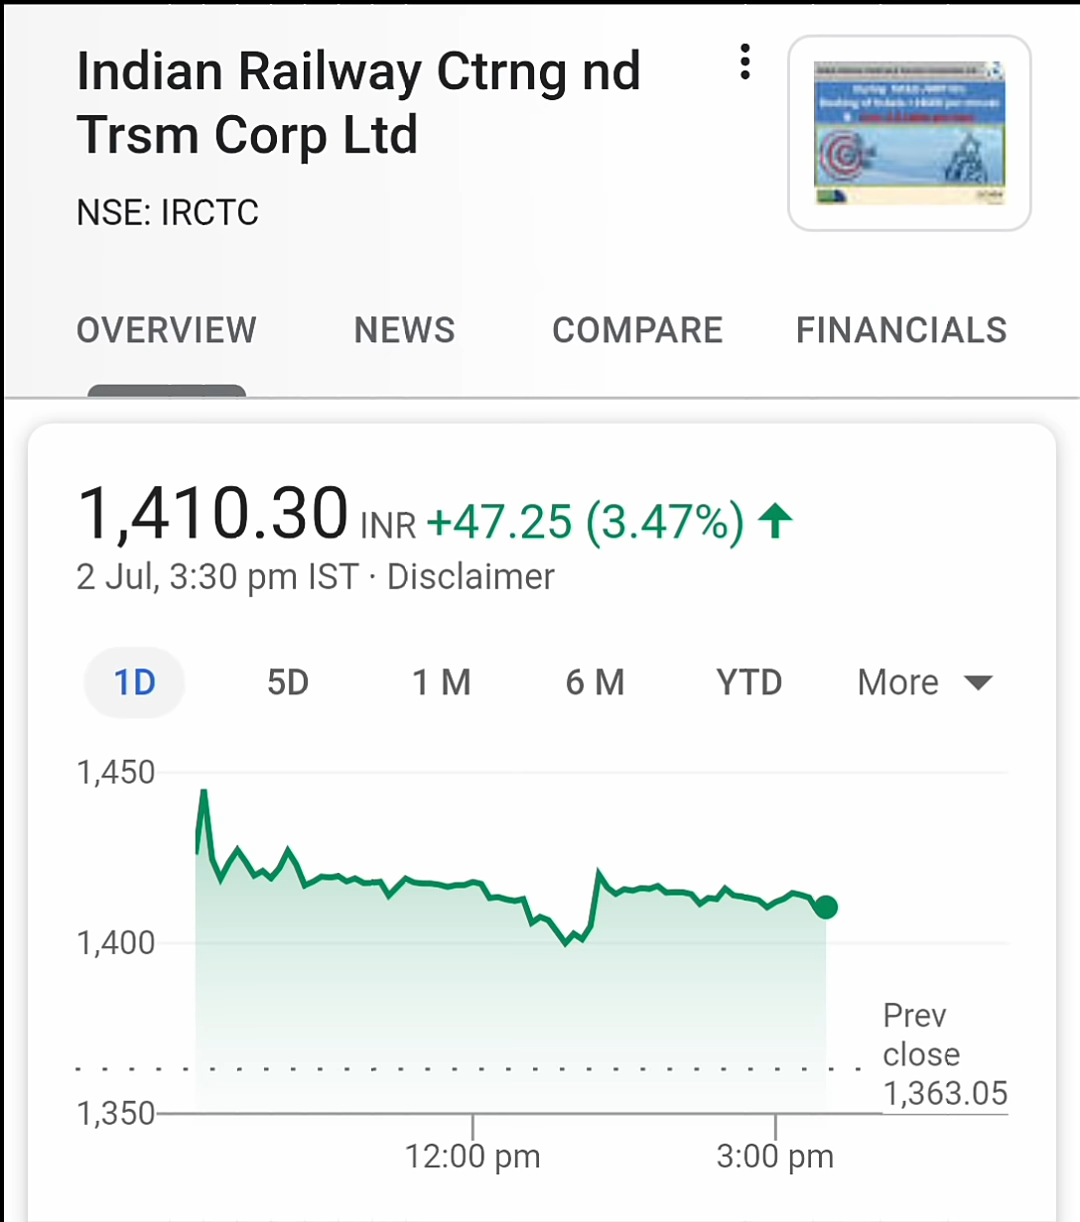 Indian Railway Ctrng nd
Trsm Corp Ltd
NSE: IRCTC
OVERVIEW NEWS COMPARE FINANCIALS
1,410.30 INR +47.25 (3.47%)
2 Jul, 3:30 pm IST · Disclaimer
1D 5D 1 M 6 M YTD More
1,450
1,400
Prev
close
1,363.05
1,350
12:00 pm 3:00 pm